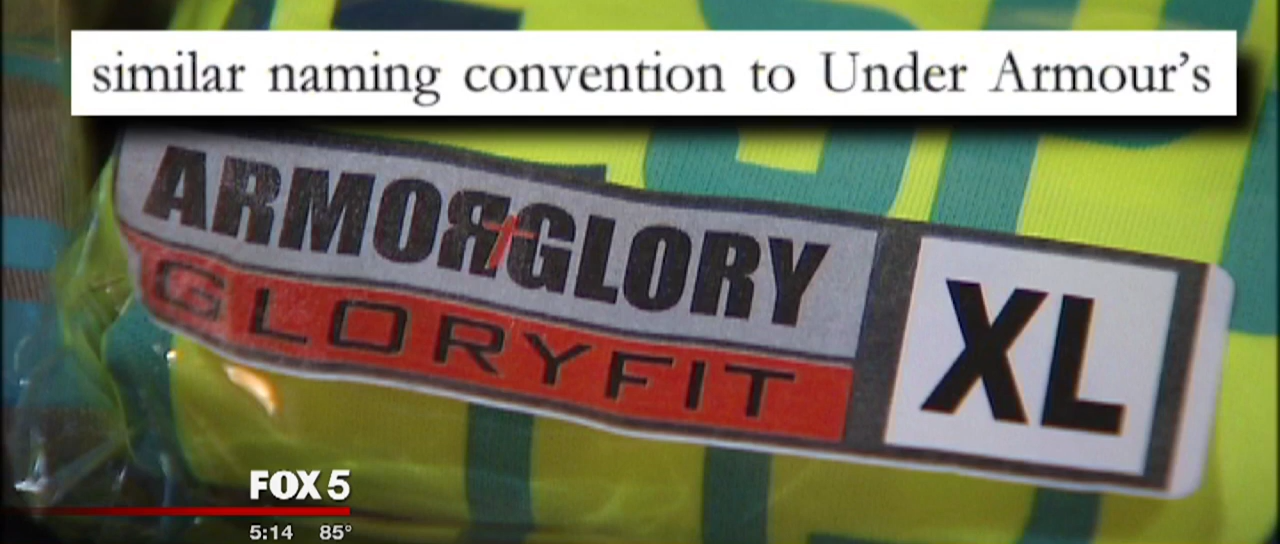 similar naming convention to Under Armour's
ARMOR†GLORY
GLORYFIT
XL
FOX 5
5:14 85°